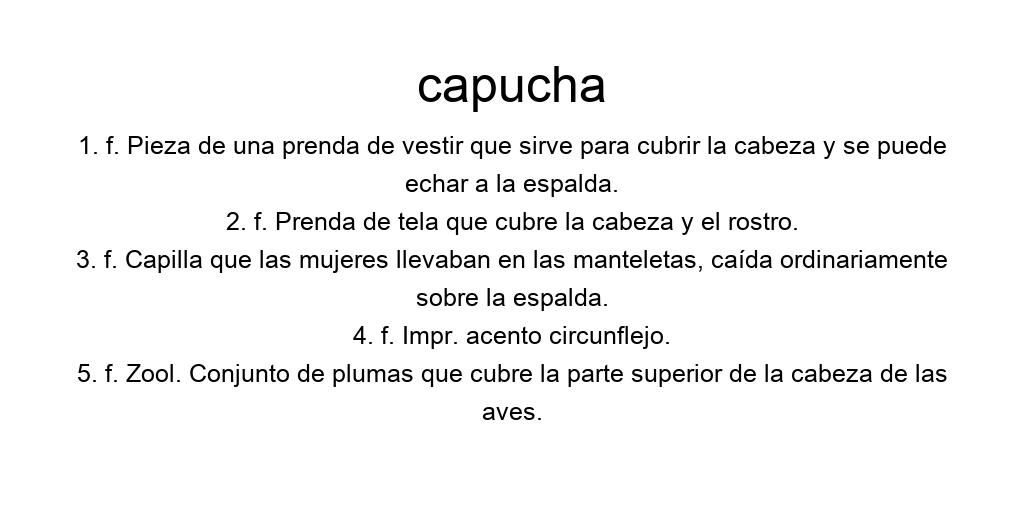 capucha
1. f. Pieza de una prenda de vestir que sirve para cubrir la cabeza y se puede
echar a la espalda.
2. f. Prenda de tela que cubre la cabeza y el rostro.
3. f. Capilla que las mujeres llevaban en las manteletas, caída ordinariamente
sobre la espalda.
4. f. Impr. acento circunflejo.
5. f. Zool. Conjunto de plumas que cubre la parte superior de la cabeza de las
aves.